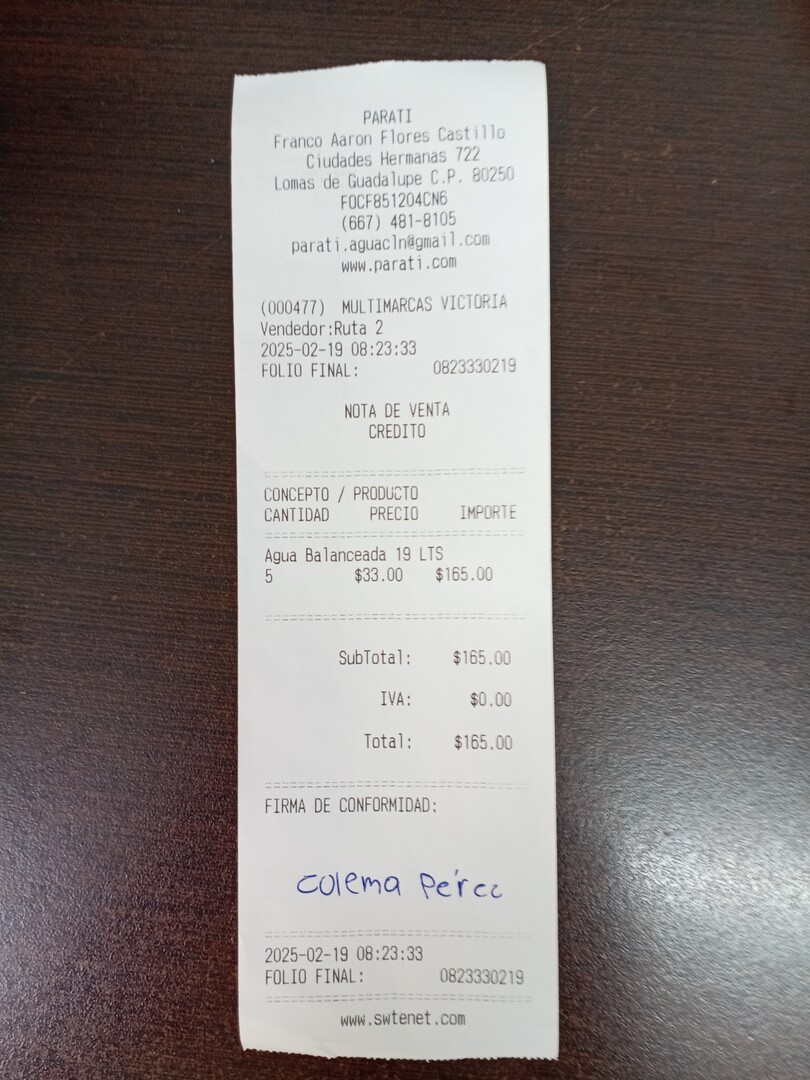 PARATI
Franco Aaron Flores Castillo
Ciudades Hermanas 722
Lomas de Guadalupe C.P. 80250
FOCF851204CN6
(667) 481-8105
parati.aguacln@gmail.com
www.parati.com
(000477) MULTIMARCAS VICTORIA
Vendedor:Ruta 2
2025-02-19 08:23:33
FOLIO FINAL: 0823330219
NOTA DE VENTA
CREDITO
CONCEPTO / PRODUCTO
CANTIDAD PRECIO IMPORTE
Agua Balanceada 19 LTS
5 $33.00 $165.00
SubTotal: $165.00
IVA: $0.00
Total: $165.00
FIRMA DE CONFORMIDAD:
2025-02-19 08:23:33
FOLIO FINAL: 0823330219
www.swtenet.com